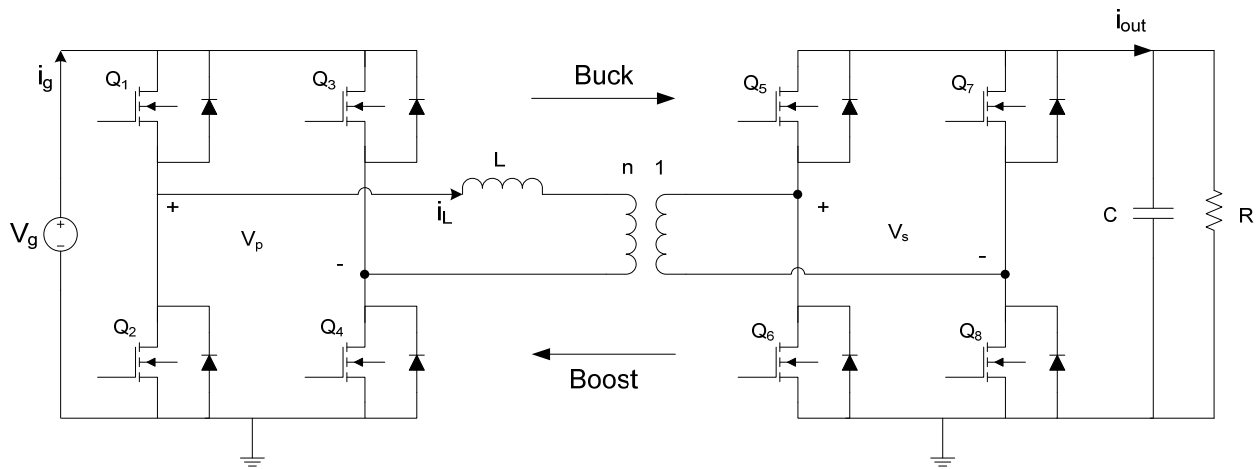 i_out
i_g
Q_1
Q_3
Buck
Q_5
Q_7
L
n 1
+
i_L
+
V_g
+
-
V_p
-
V_s
-
C
R
Q_2
Q_4
Q_6
Q_8
Boost